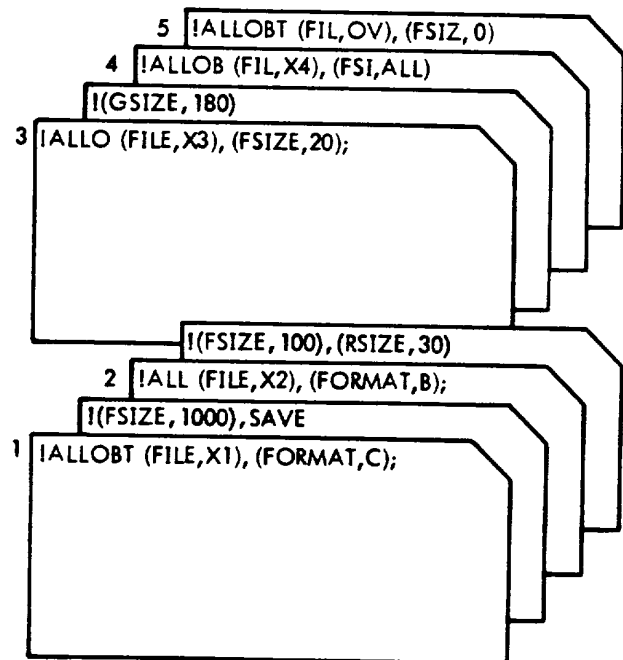 5 !ALLOBT (FIL,OV), (FSIZ,0)
4 !ALLOB (FIL,X4), (FSI,ALL)
!(GSIZE,180)
3 !ALLO (FILE,X3), (FSIZE,20);
!(FSIZE,100), (RSIZE,30)
2 !ALL (FILE,X2), (FORMAT,B);
!(FSIZE,1000),SAVE
1 !ALLOBT (FILE,X1), (FORMAT,C);